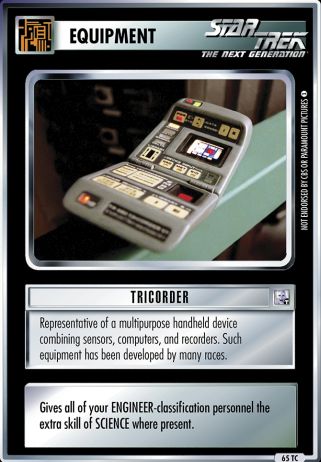 EQUIPMENT
STAR TREK
THE NEXT GENERATION
NOT ENDORSED BY CBS OR PARAMOUNT PICTURES
TRICORDER
Representative of a multipurpose handheld device
combining sensors, computers, and recorders. Such
equipment has been developed by many races.
Gives all of your ENGINEER-classification personnel the
extra skill of SCIENCE where present.
65 TC